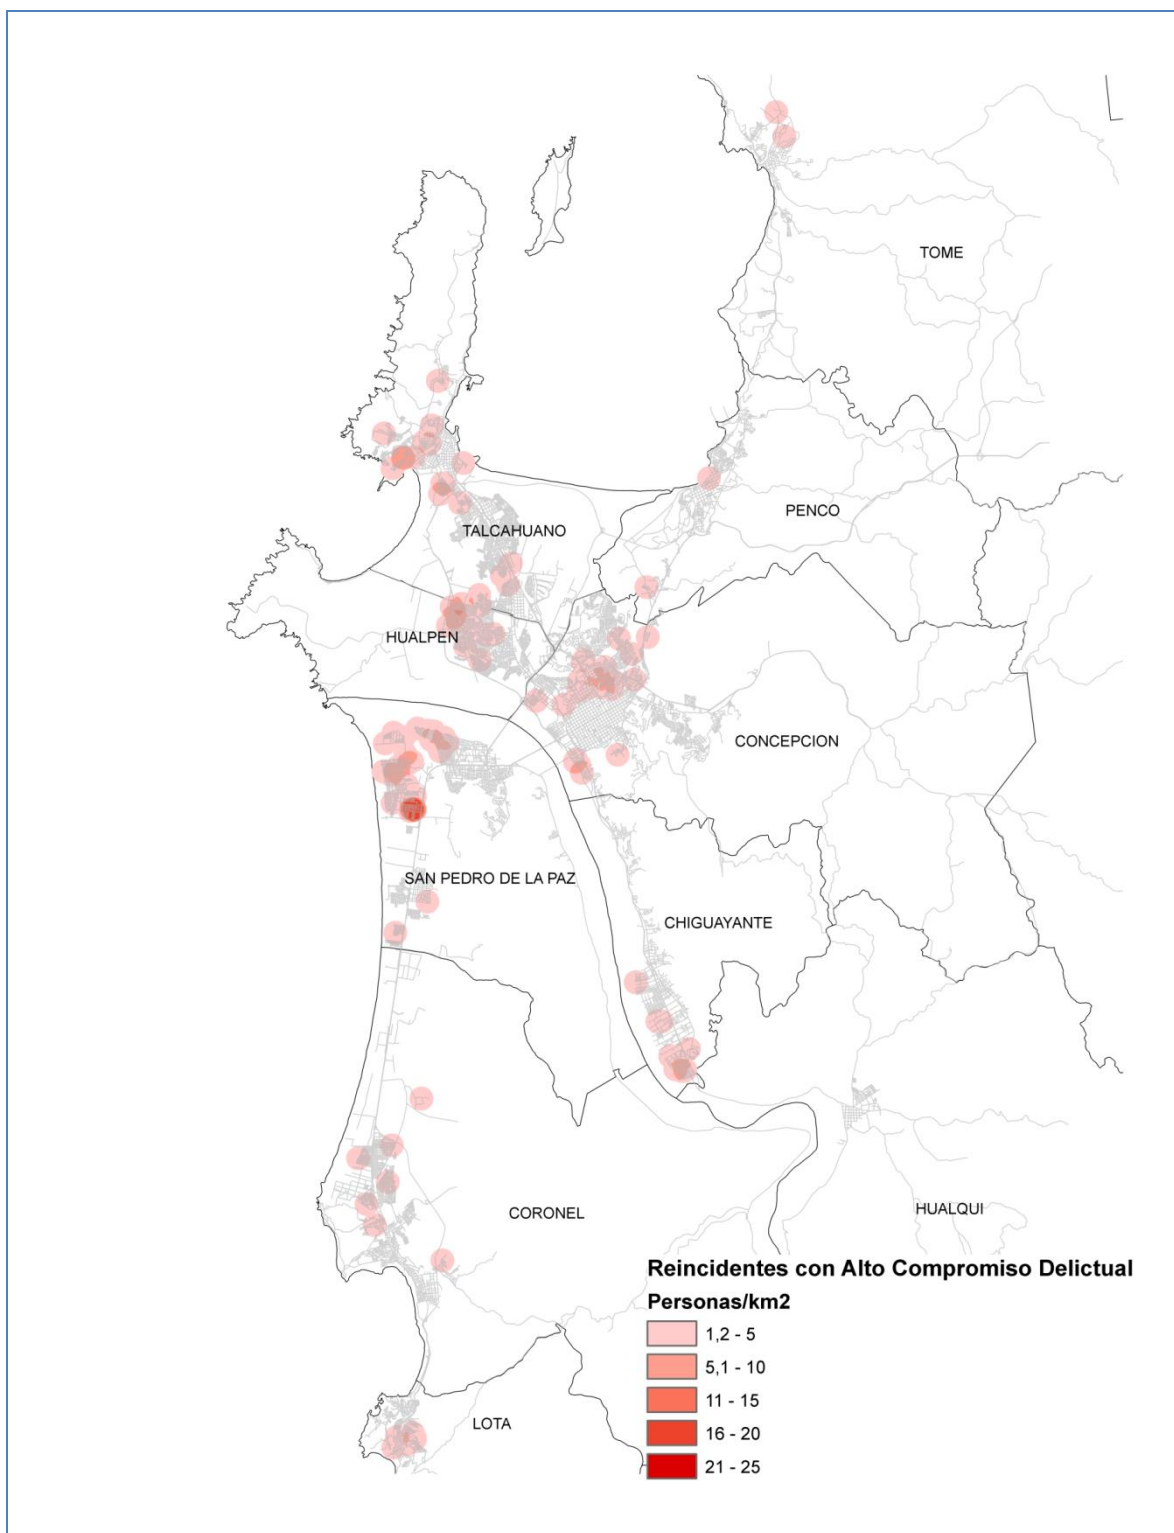 TOME
PENCO
TALCAHUANO
HUALPEN
CONCEPCION
SAN PEDRO DE LA PAZ
CHIGUAYANTE
CORONEL
HUALQUI
LOTA
Reincidentes con Alto Compromiso Delictual
Personas/km2
1,2 - 5
5,1 - 10
11 - 15
16 - 20
21 - 25